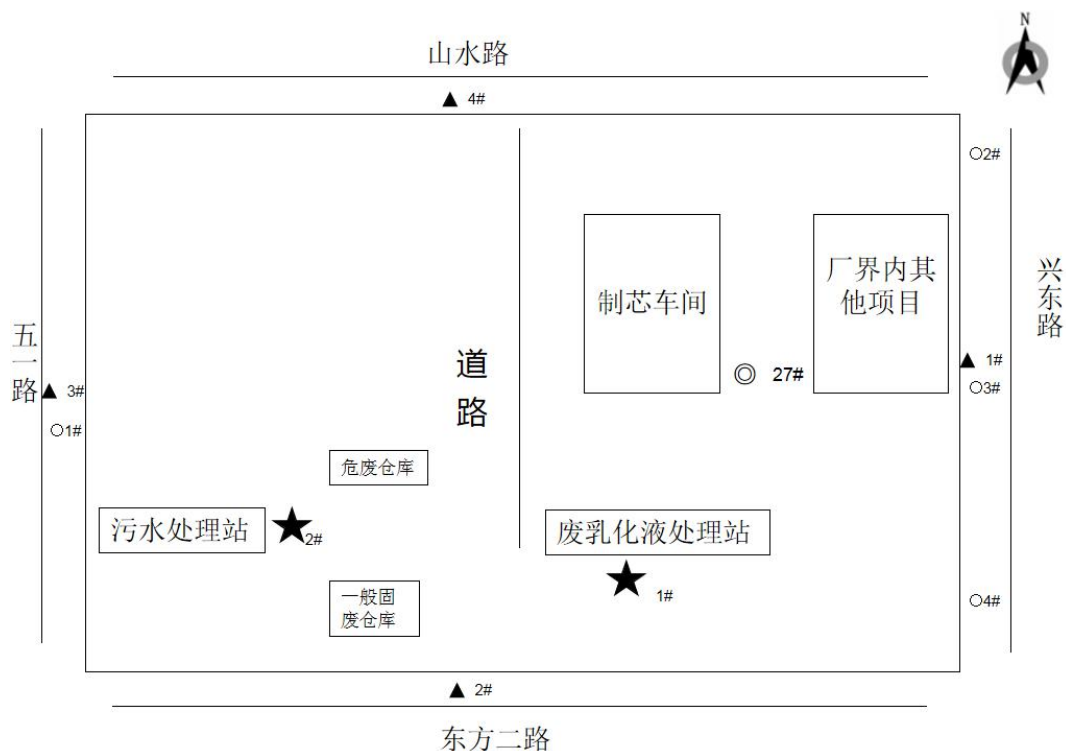 N
山水路
▲ 4#
○2#
厂界内其
他项目
制芯车间
兴东路
五一路
道路
▲ 1#
◎ 27#
○3#
▲ 3#
○1#
危废仓库
污水处理站
★2#
废乳化液处理站
★1#
一般固
废仓库
○4#
▲ 2#
东方二路